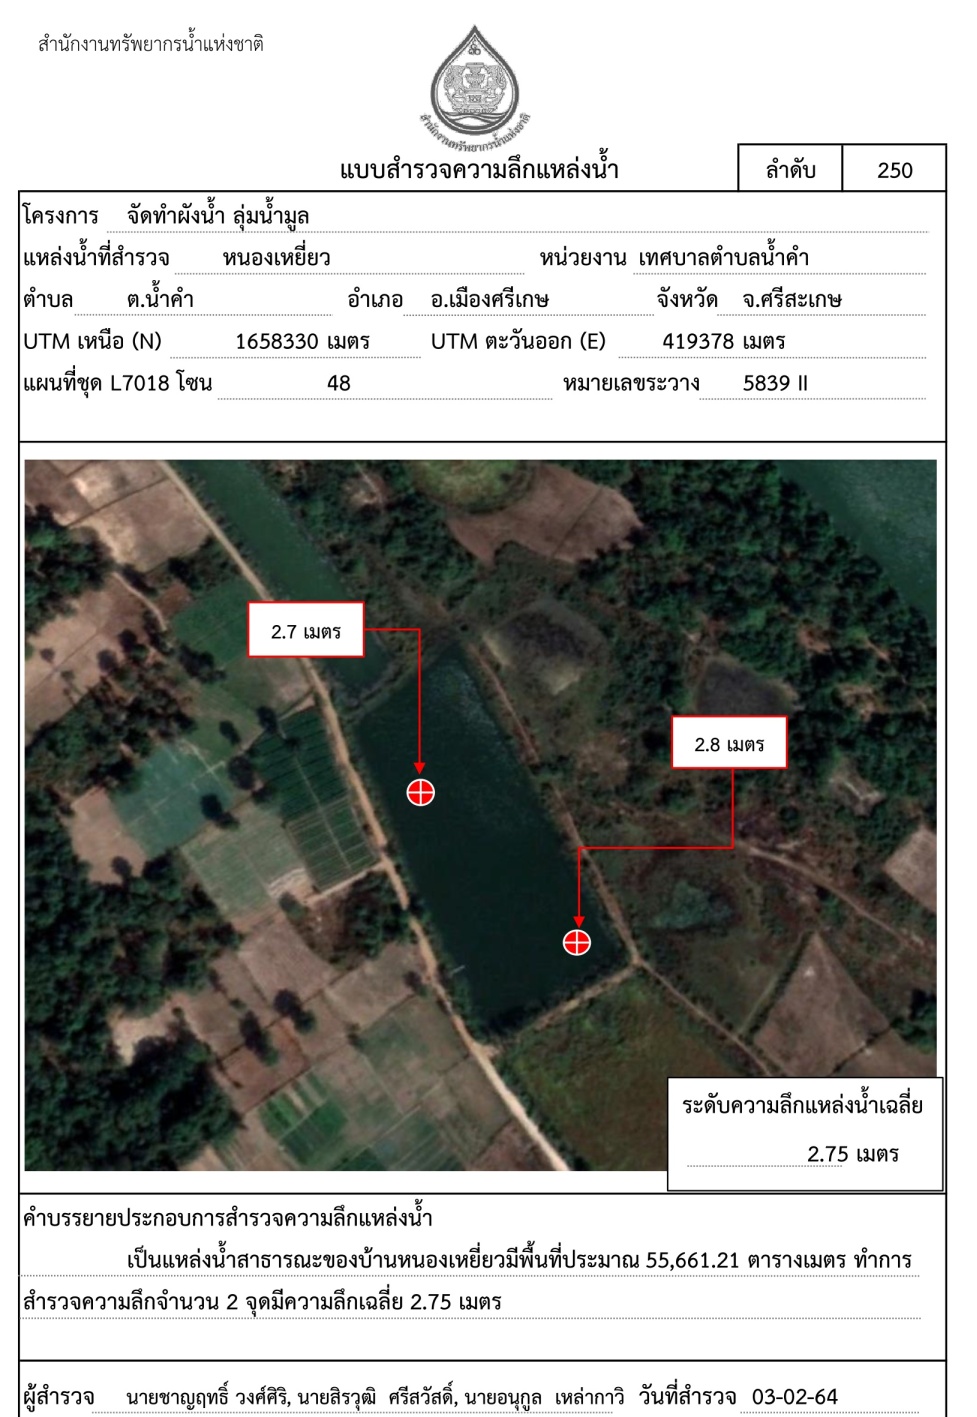 สำนักงานทรัพยากรน้ำแห่งชาติ
สำนักงานทรัพยากรน้ำแห่งชาติ
แบบสำรวจความลึกแหล่งน้ำ
ลำดับ 250
โครงการ จัดทำผังน้ำ ลุ่มน้ำมูล
แหล่งน้ำที่สำรวจ หนองเหยี่ยว หน่วยงาน เทศบาลตำบลน้ำคำ
ตำบล ต.น้ำคำ อำเภอ อ.เมืองศรีเกษ จังหวัด จ.ศรีสะเกษ
UTM เหนือ (N) 1658330 เมตร UTM ตะวันออก (E) 419378 เมตร
แผนที่ชุด L7018 โซน 48 หมายเลขระวาง 5839 II
2.7 เมตร
2.8 เมตร
ระดับความลึกแหล่งน้ำเฉลี่ย
2.75 เมตร
คำบรรยายประกอบการสำรวจความลึกแหล่งน้ำ
เป็นแหล่งน้ำสาธารณะของบ้านหนองเหยี่ยวมีพื้นที่ประมาณ 55,661.21 ตารางเมตร ทำการ
สำรวจความลึกจำนวน 2 จุดมีความลึกเฉลี่ย 2.75 เมตร
ผู้สำรวจ นายชาญฤทธิ์ วงศ์ศิริ, นายสิรวุฒิ ศรีสวัสดิ์, นายอนุกูล เหล่ากาวี วันที่สำรวจ 03-02-64